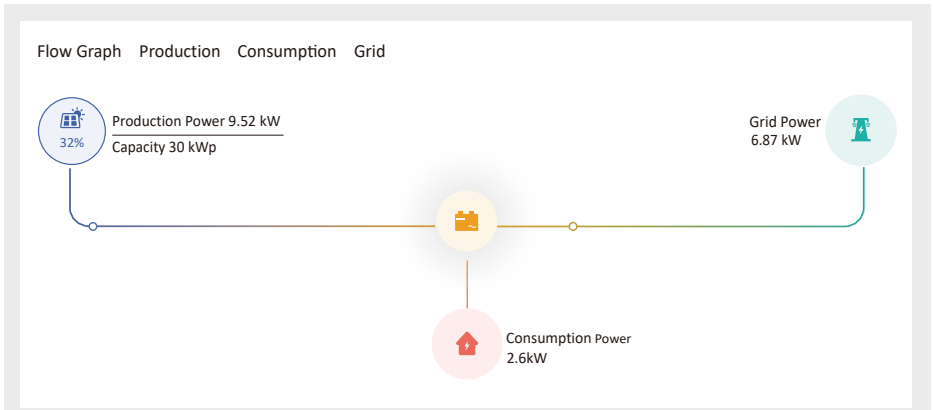 Flow Graph Production Consumption Grid
32%
Production Power 9.52 kW
Capacity 30 kWp
Grid Power
6.87 kW
Consumption Power
2.6kW